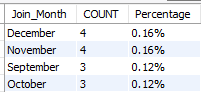 Join_Month COUNT Percentage
December 4 0.16%
November 4 0.16%
September 3 0.12%
October 3 0.12%